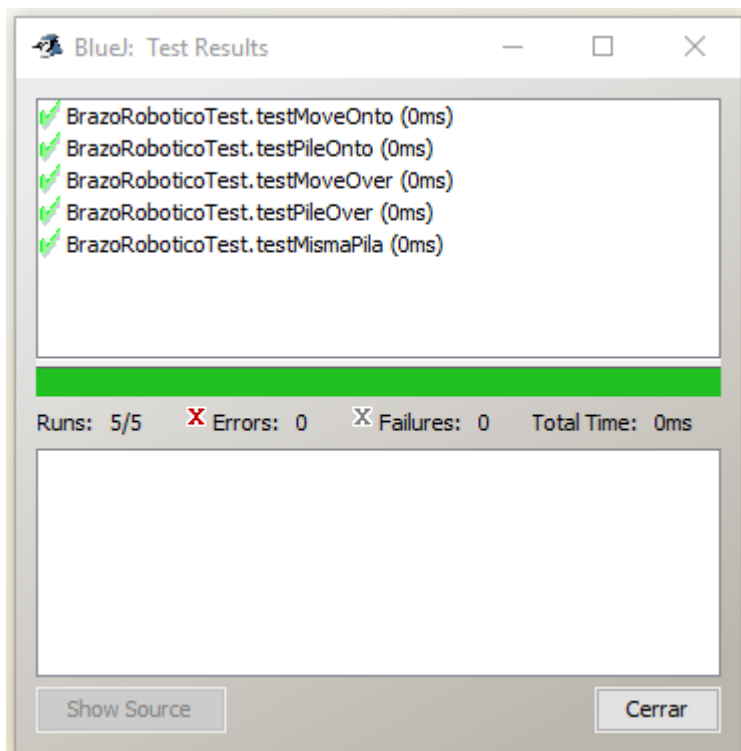 BlueJ: Test Results
BrazoRoboticoTest.testMoveOnto (0ms)
BrazoRoboticoTest.testPileOnto (0ms)
BrazoRoboticoTest.testMoveOver (0ms)
BrazoRoboticoTest.testPileOver (0ms)
BrazoRoboticoTest.testMismaPila (0ms)
Runs: 5/5 X Errors: 0 X Failures: 0 Total Time: 0ms
Show Source Cerrar